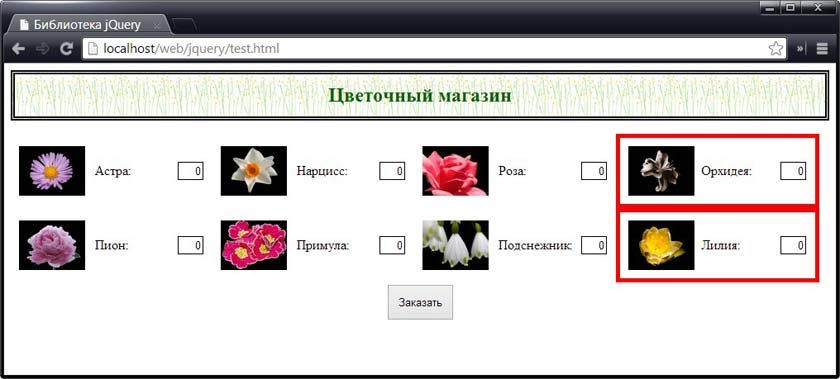 Библиотека jQuery
localhost/web/jquery/test.html
Цветочный магазин
Астра: 0 Нарцисс: 0 Роза: 0 Орхидея: 0
Пион: 0 Примула: 0 Подснежник: 0 Лилия: 0
Заказать